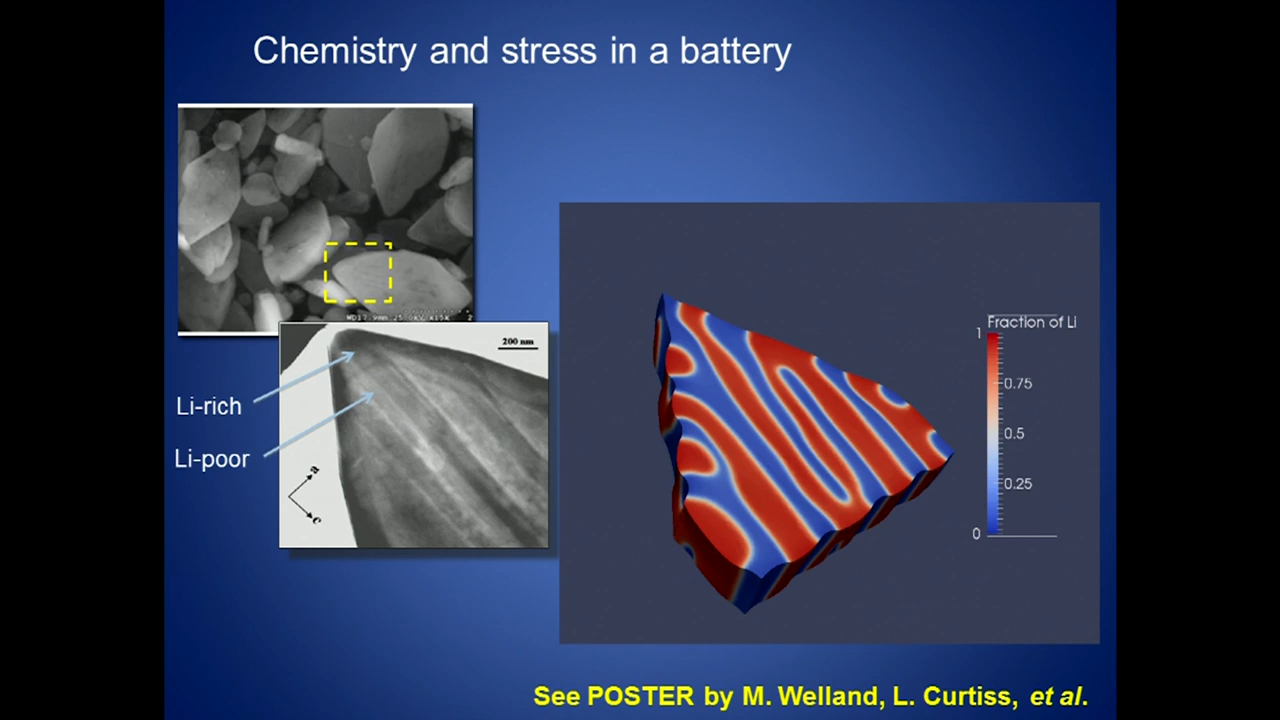 Chemistry and stress in a battery
200 nm
Li-rich
Li-poor
a
c
Fraction of Li
1
0.75
0.5
0.25
0
See POSTER by M. Welland, L. Curtiss, et al.